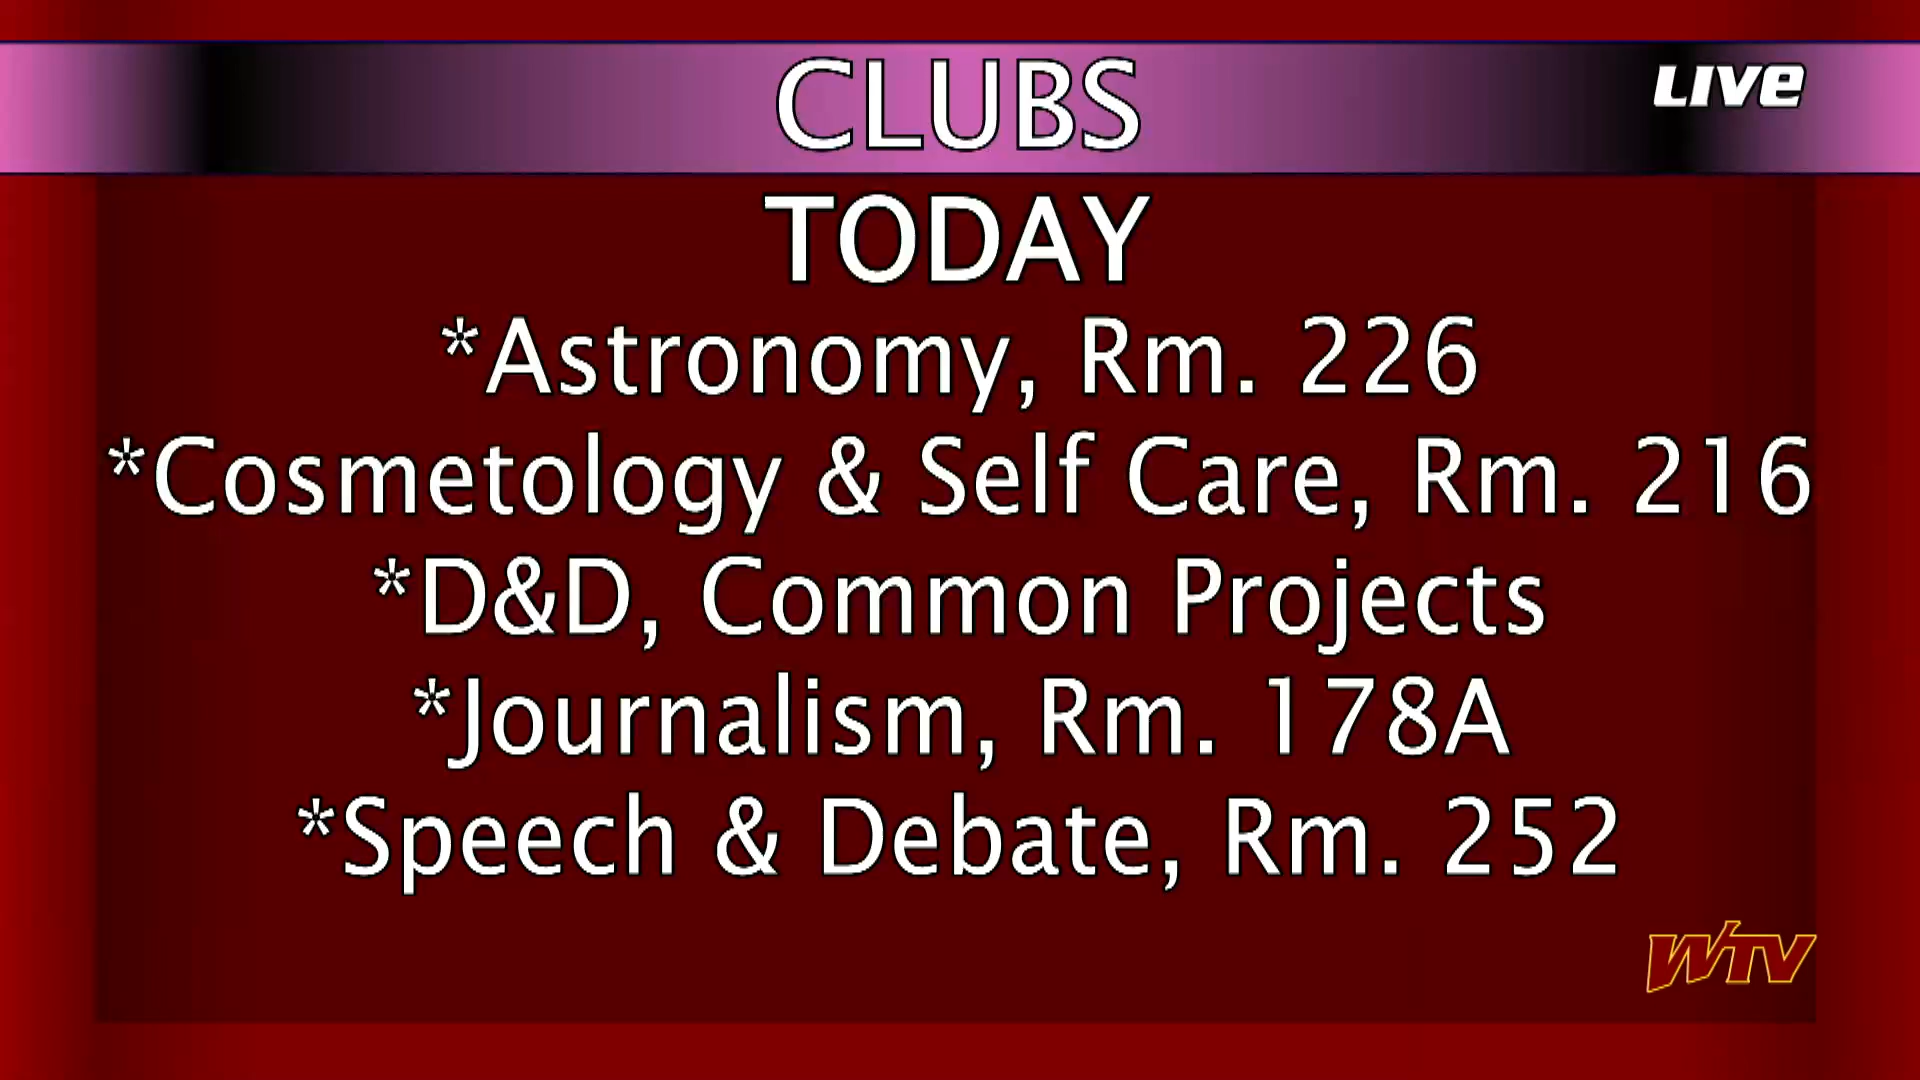 CLUBS
LIVe
TODAY
*Astronomy, Rm. 226
*Cosmetology & Self Care, Rm. 216
*D&D, Common Projects
*Journalism, Rm. 178A
*Speech & Debate, Rm. 252
WTV